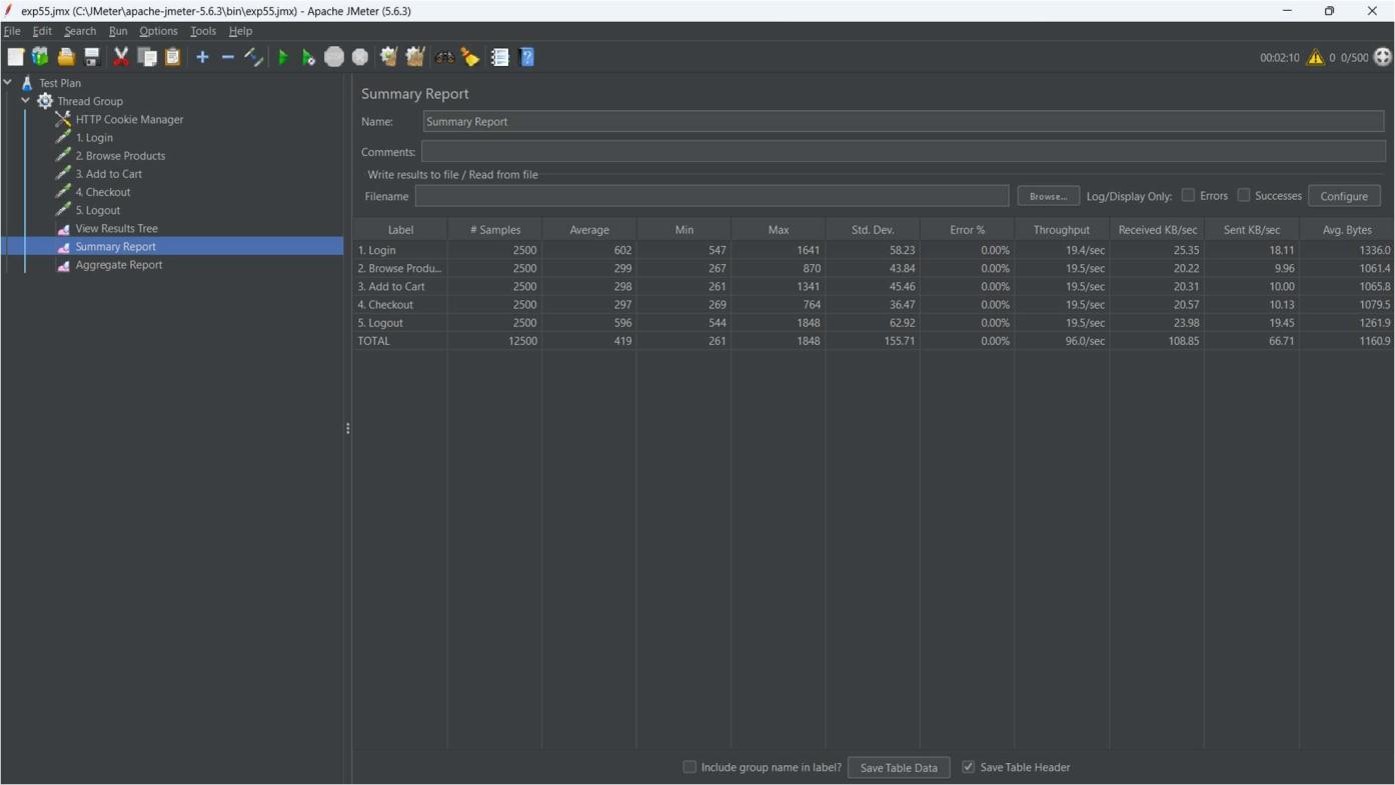 exp55.jmx (C:\JMeter\apache-jmeter-5.6.3\bin\exp55.jmx) - Apache JMeter (5.6.3)
File Edit Search Run Options Tools Help
00:02:10 0 0/500
Test Plan
Thread Group
HTTP Cookie Manager
1. Login
2. Browse Products
3. Add to Cart
4. Checkout
5. Logout
View Results Tree
Summary Report
Aggregate Report
Summary Report
Name: Summary Report
Comments:
Write results to file / Read from file
Filename Browse... Log/Display Only: Errors Successes Configure
Label # Samples Average Min Max Std. Dev. Error % Throughput Received KB/sec Sent KB/sec Avg. Bytes
1. Login 2500 602 547 1641 58.23 0.00% 19.4/sec 25.35 18.11 1336.0
2. Browse Produ... 2500 299 267 870 43.84 0.00% 19.5/sec 20.22 9.96 1061.4
3. Add to Cart 2500 298 261 1341 45.46 0.00% 19.5/sec 20.31 10.00 1065.8
4. Checkout 2500 297 269 764 36.47 0.00% 19.5/sec 20.57 10.13 1079.5
5. Logout 2500 596 544 1848 62.92 0.00% 19.5/sec 23.98 19.45 1261.9
TOTAL 12500 419 261 1848 155.71 0.00% 96.0/sec 108.85 66.71 1160.9
Include group name in label? Save Table Data Save Table Header